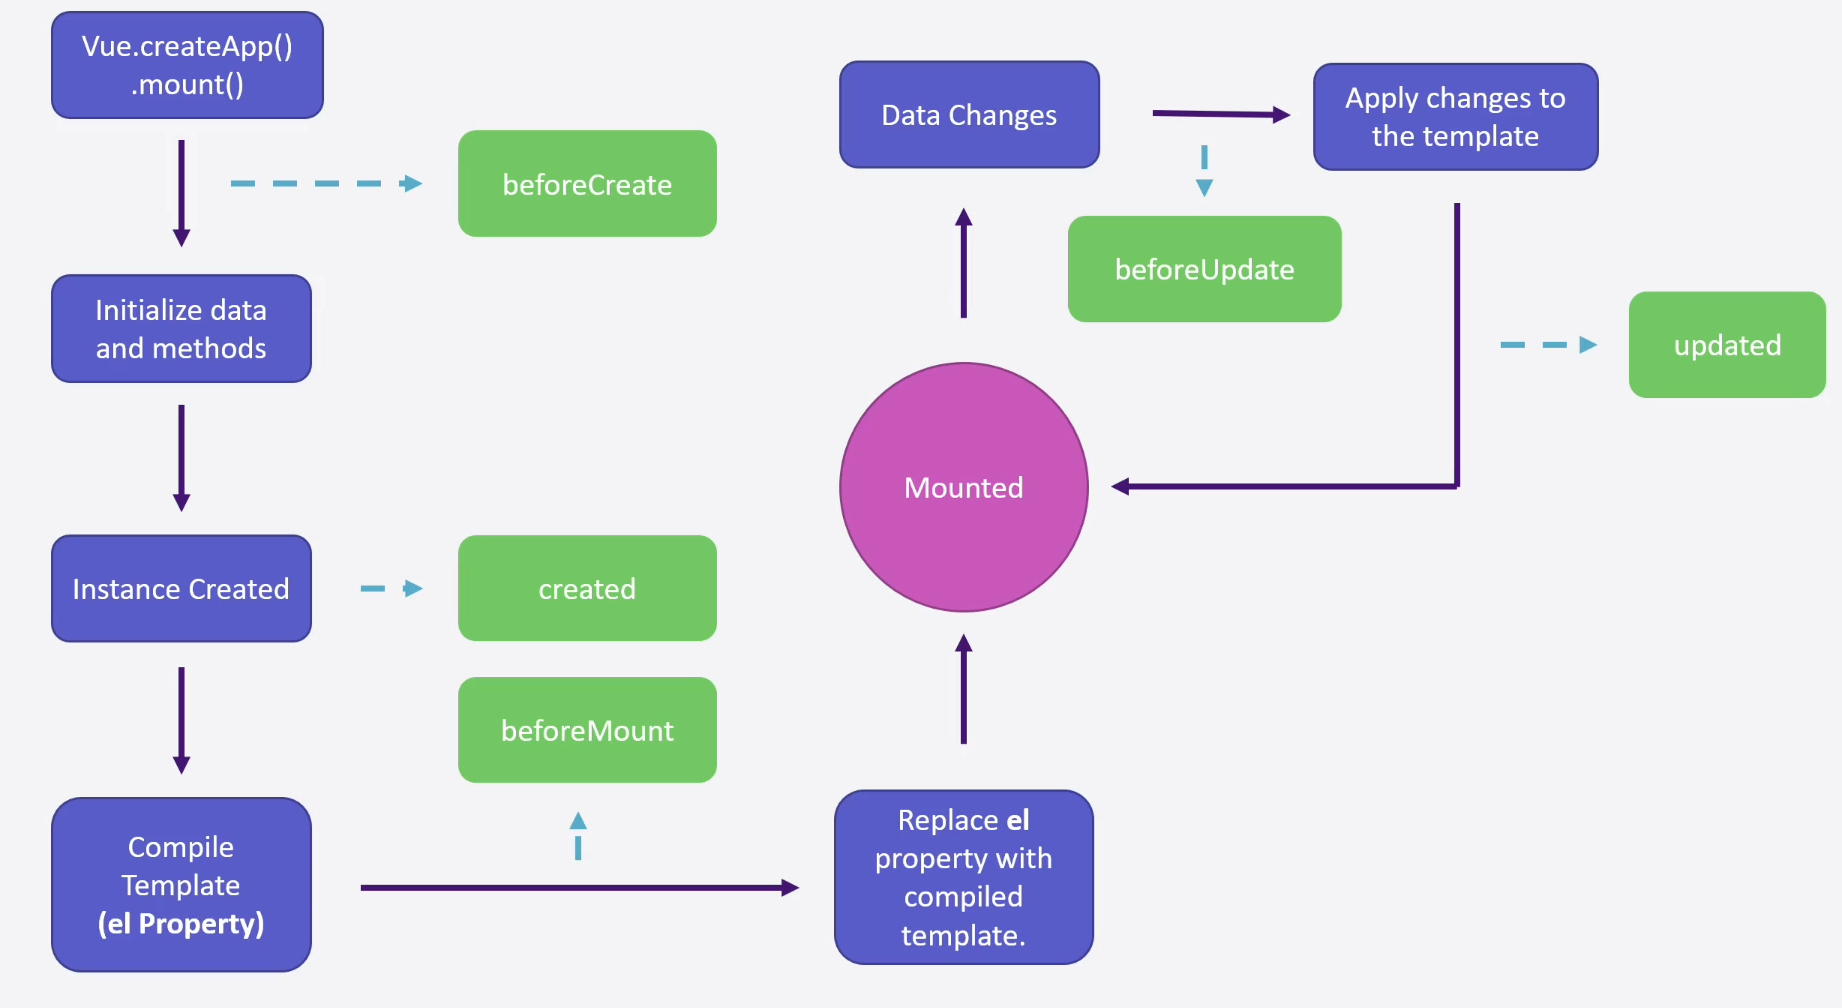 Vue.createApp()
.mount()
beforeCreate
Initialize data
and methods
Instance Created
created
beforeMount
Compile
Template
(el Property)
Replace el
property with
compiled
template.
Mounted
Data Changes
beforeUpdate
Apply changes to
the template
updated